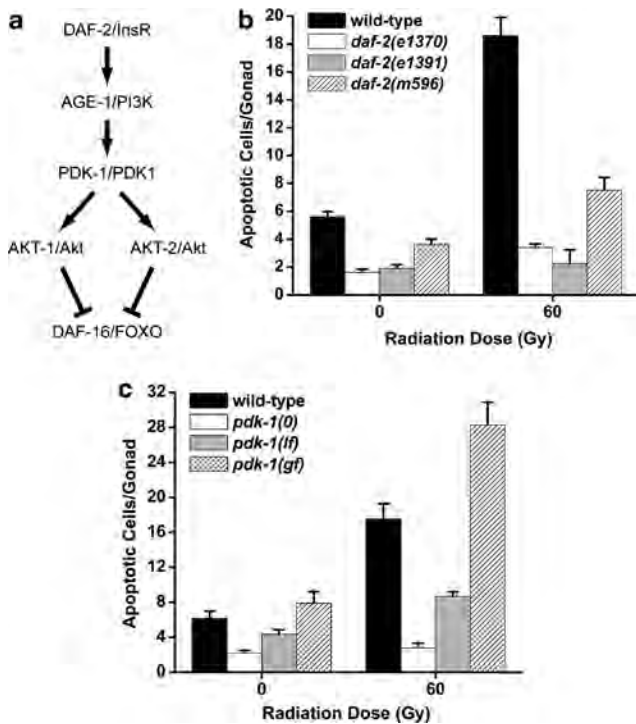 a
DAF-2/InsR
AGE-1/PI3K
PDK-1/PDK1
AKT-1/Akt AKT-2/Akt
DAF-16/FOXO
b
wild-type
daf-2(e1370)
daf-2(e1391)
daf-2(m596)
Apoptotic Cells/Gonad
20
18
16
14
12
10
8
6
4
2
0
0 60
Radiation Dose (Gy)
c
wild-type
pdk-1(0)
pdk-1(lf)
pdk-1(gf)
Apoptotic Cells/Gonad
32
28
24
20
16
12
8
4
0
0 60
Radiation Dose (Gy)